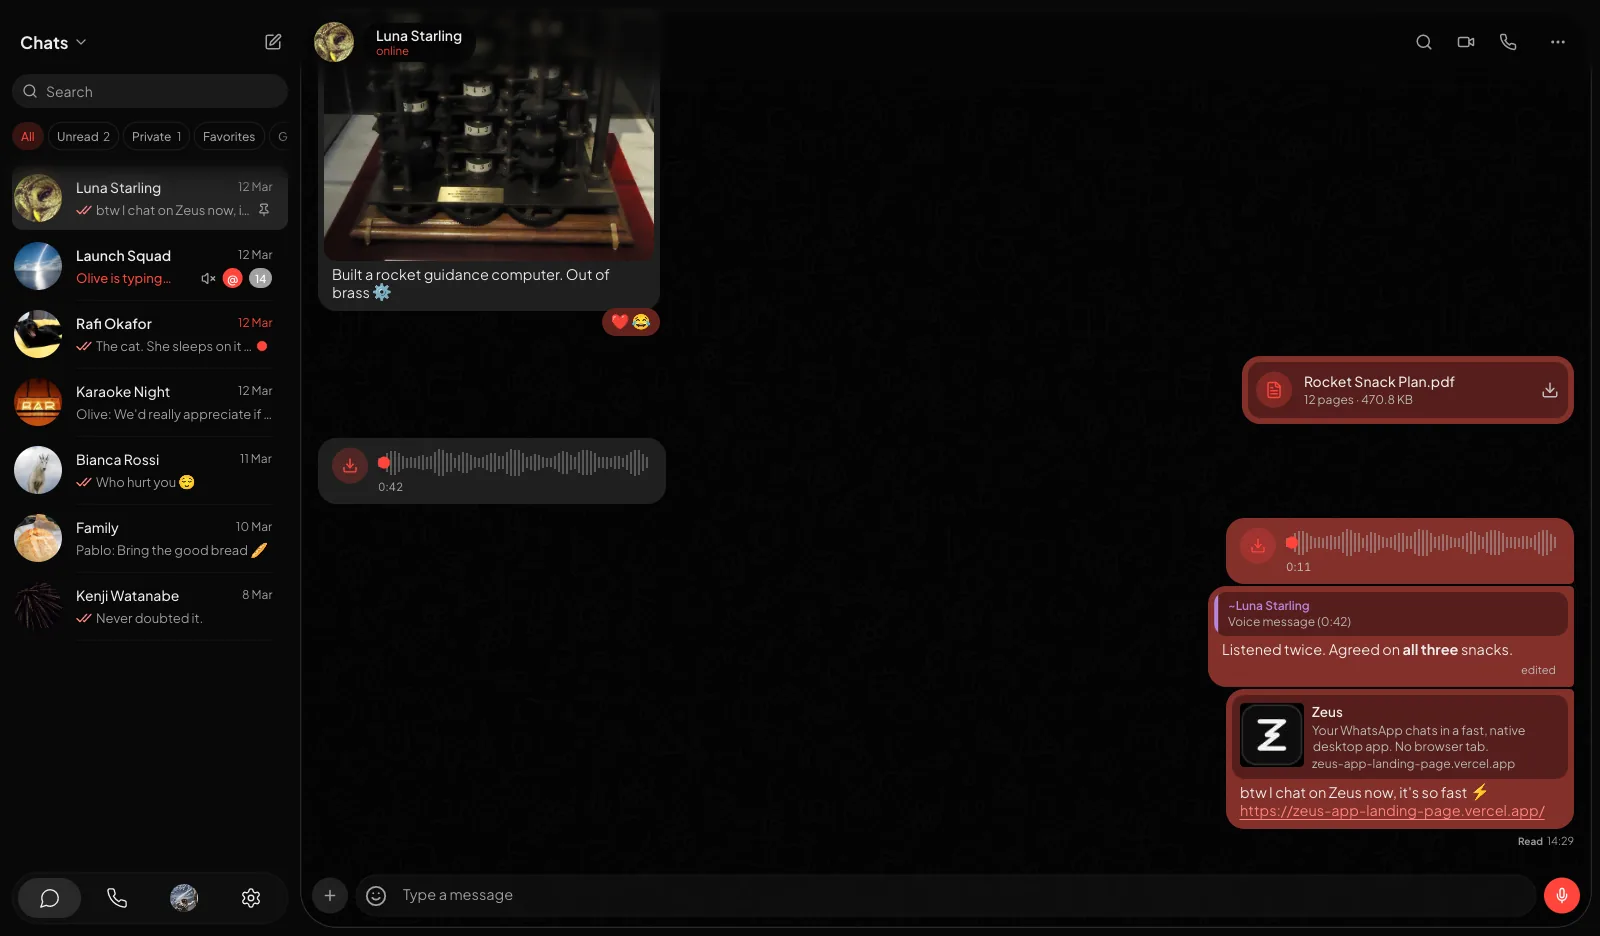 Chats
Search
All
Unread 2
Private 1
Favorites
G
Luna Starling
12 Mar
btw I chat on Zeus now, i...
Launch Squad
12 Mar
Olive is typing...
@
14
Rafi Okafor
12 Mar
The cat. She sleeps on it ...
Karaoke Night
12 Mar
Olive: We'd really appreciate if ...
Bianca Rossi
11 Mar
Who hurt you 😌
Family
10 Mar
Pablo: Bring the good bread 🥖
Kenji Watanabe
8 Mar
Never doubted it.
Luna Starling
online
Built a rocket guidance computer. Out of
brass ⚙️
❤️😂
Rocket Snack Plan.pdf
12 pages · 470.8 KB
0:42
0:11
~Luna Starling
Voice message (0:42)
Listened twice. Agreed on all three snacks.
edited
Zeus
Your WhatsApp chats in a fast, native
desktop app. No browser tab.
zeus-app-landing-page.vercel.app
btw I chat on Zeus now, it's so fast ⚡
https://zeus-app-landing-page.vercel.app/
Read 14:29
Type a message